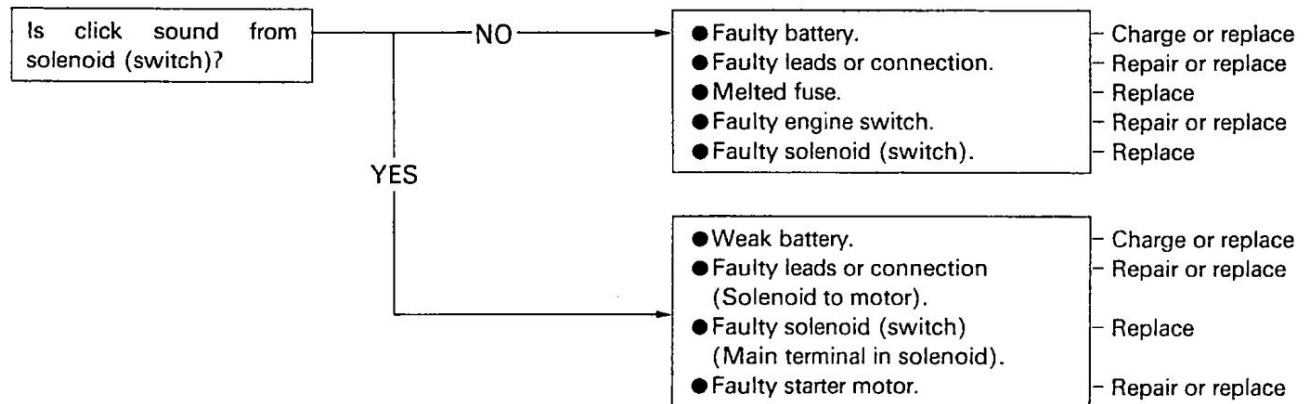 Is click sound from
solenoid (switch)?
NO
● Faulty battery. – Charge or replace
● Faulty leads or connection. – Repair or replace
● Melted fuse. – Replace
● Faulty engine switch. – Repair or replace
● Faulty solenoid (switch). – Replace
YES
● Weak battery. – Charge or replace
● Faulty leads or connection – Repair or replace
(Solenoid to motor).
● Faulty solenoid (switch) – Replace
(Main terminal in solenoid).
● Faulty starter motor. – Repair or replace